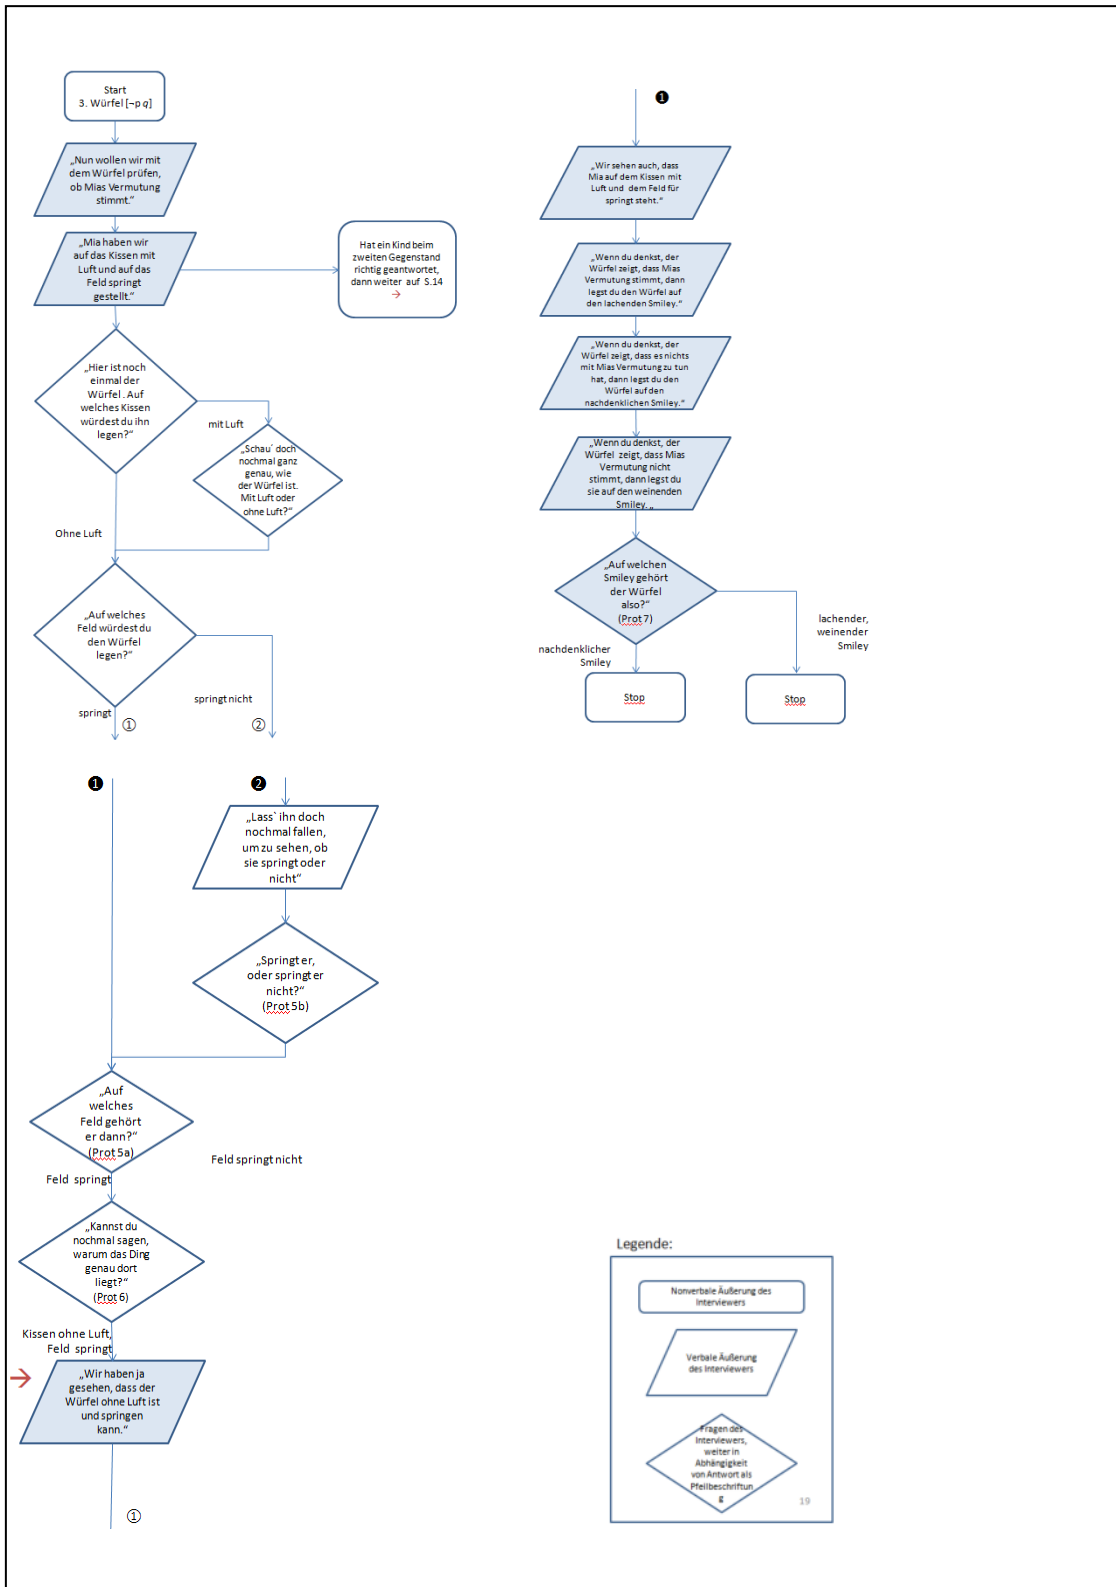 Start
3. Würfel [¬p q]
„Nun wollen wir mit
dem Würfel prüfen,
ob Mias Vermutung
stimmt.“
„Mia haben wir
auf das Kissen mit
Luft und auf das
Feld springt
gestellt.“
Hat ein Kind beim
zweiten Gegenstand
richtig geantwortet,
dann weiter auf S.14
→
„Hier ist noch
einmal der
Würfel . Auf
welches Kissen
würdest du ihn
legen?“
mit Luft
„Schau´ doch
nochmal ganz
genau, wie
der Würfel ist.
Mit Luft oder
ohne Luft?“
Ohne Luft
„Auf welches
Feld würdest du
den Würfel
legen?“
springt nicht
springt
①
②
❶
❷
„Lass` ihn doch
nochmal fallen,
um zu sehen, ob
sie springt oder
nicht“
„Springt er,
oder springt er
nicht?“
(Prot 5b)
„Auf
welches
Feld gehört
er dann?“
(Prot 5a)
Feld springt nicht
Feld springt
„Kannst du
nochmal sagen,
warum das Ding
genau dort
liegt?“
(Prot 6)
Kissen ohne Luft,
Feld springt
→
„Wir haben ja
gesehen, dass der
Würfel ohne Luft ist
und springen
kann.“
①
❶
„Wir sehen auch, dass
Mia auf dem Kissen mit
Luft und dem Feld für
springt steht.“
„Wenn du denkst, der
Würfel zeigt, dass Mias
Vermutung stimmt, dann
legst du den Würfel auf
den lachenden Smiley.“
„Wenn du denkst, der
Würfel zeigt, dass es nichts
mit Mias Vermutung zu tun
hat, dann legst du den
Würfel auf den
nachdenklichen Smiley.“
„Wenn du denkst, der
Würfel zeigt, dass Mias
Vermutung nicht
stimmt, dann legst du
sie auf den weinenden
Smiley. „
„Auf welchen
Smiley gehört
der Würfel
also?“
(Prot 7)
lachender,
weinender
Smiley
nachdenklicher
Smiley
Stop
Stop
Legende:
Nonverbale Äußerung des
Interviewers
Verbale Äußerung
des Interviewers
Fragen des
Interviewers,
weiter in
Abhängigkeit
von Antwort als
Pfeilbeschriftun
g
19